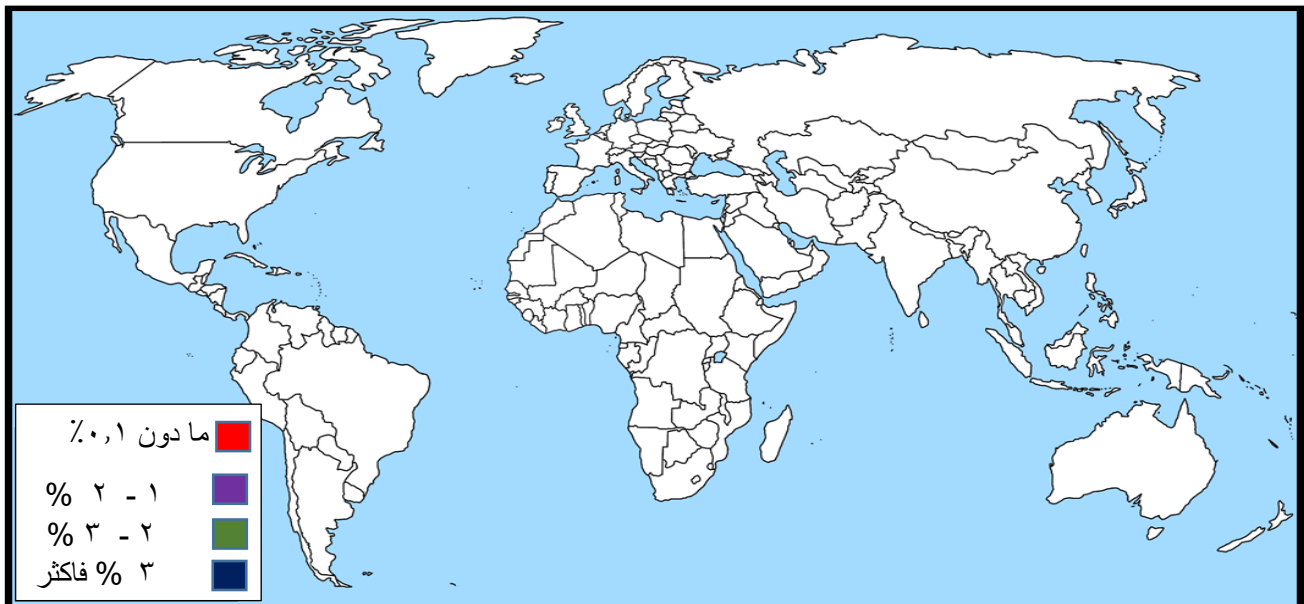 ما دون ٠,١٪
١ - ٢ %
٢ - ٣ %
٣ % فاكثر